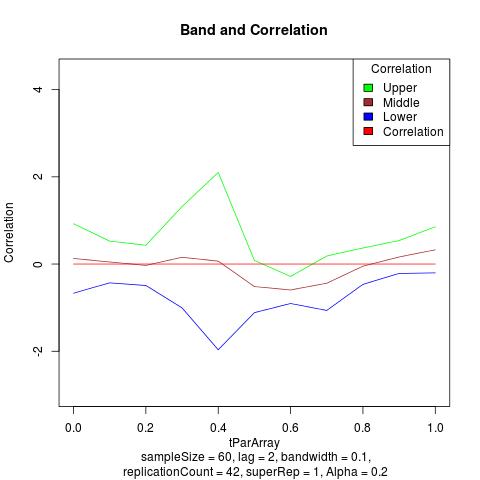 Band and Correlation
Correlation
Upper
Middle
Lower
Correlation
Correlation
4
2
0
-2
0.0 0.2 0.4 0.6 0.8 1.0
tParArray
sampleSize = 60, lag = 2, bandwidth = 0.1,
replicationCount = 42, superRep = 1, Alpha = 0.2